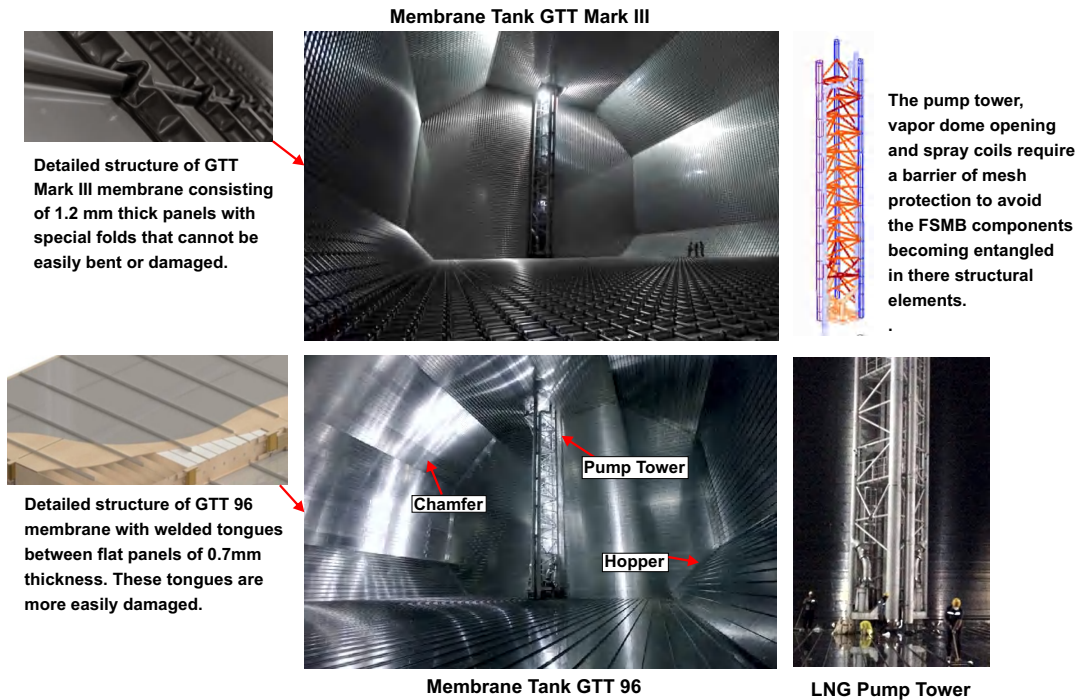 Membrane Tank GTT Mark III
Detailed structure of GTT
Mark III membrane consisting
of 1.2 mm thick panels with
special folds that cannot be
easily bent or damaged.
The pump tower,
vapor dome opening
and spray coils require
a barrier of mesh
protection to avoid
the FSMB components
becoming entangled
in there structural
elements.
.
Detailed structure of GTT 96
membrane with welded tongues
between flat panels of 0.7mm
thickness. These tongues are
more easily damaged.
Pump Tower
Chamfer
Hopper
Membrane Tank GTT 96
LNG Pump Tower